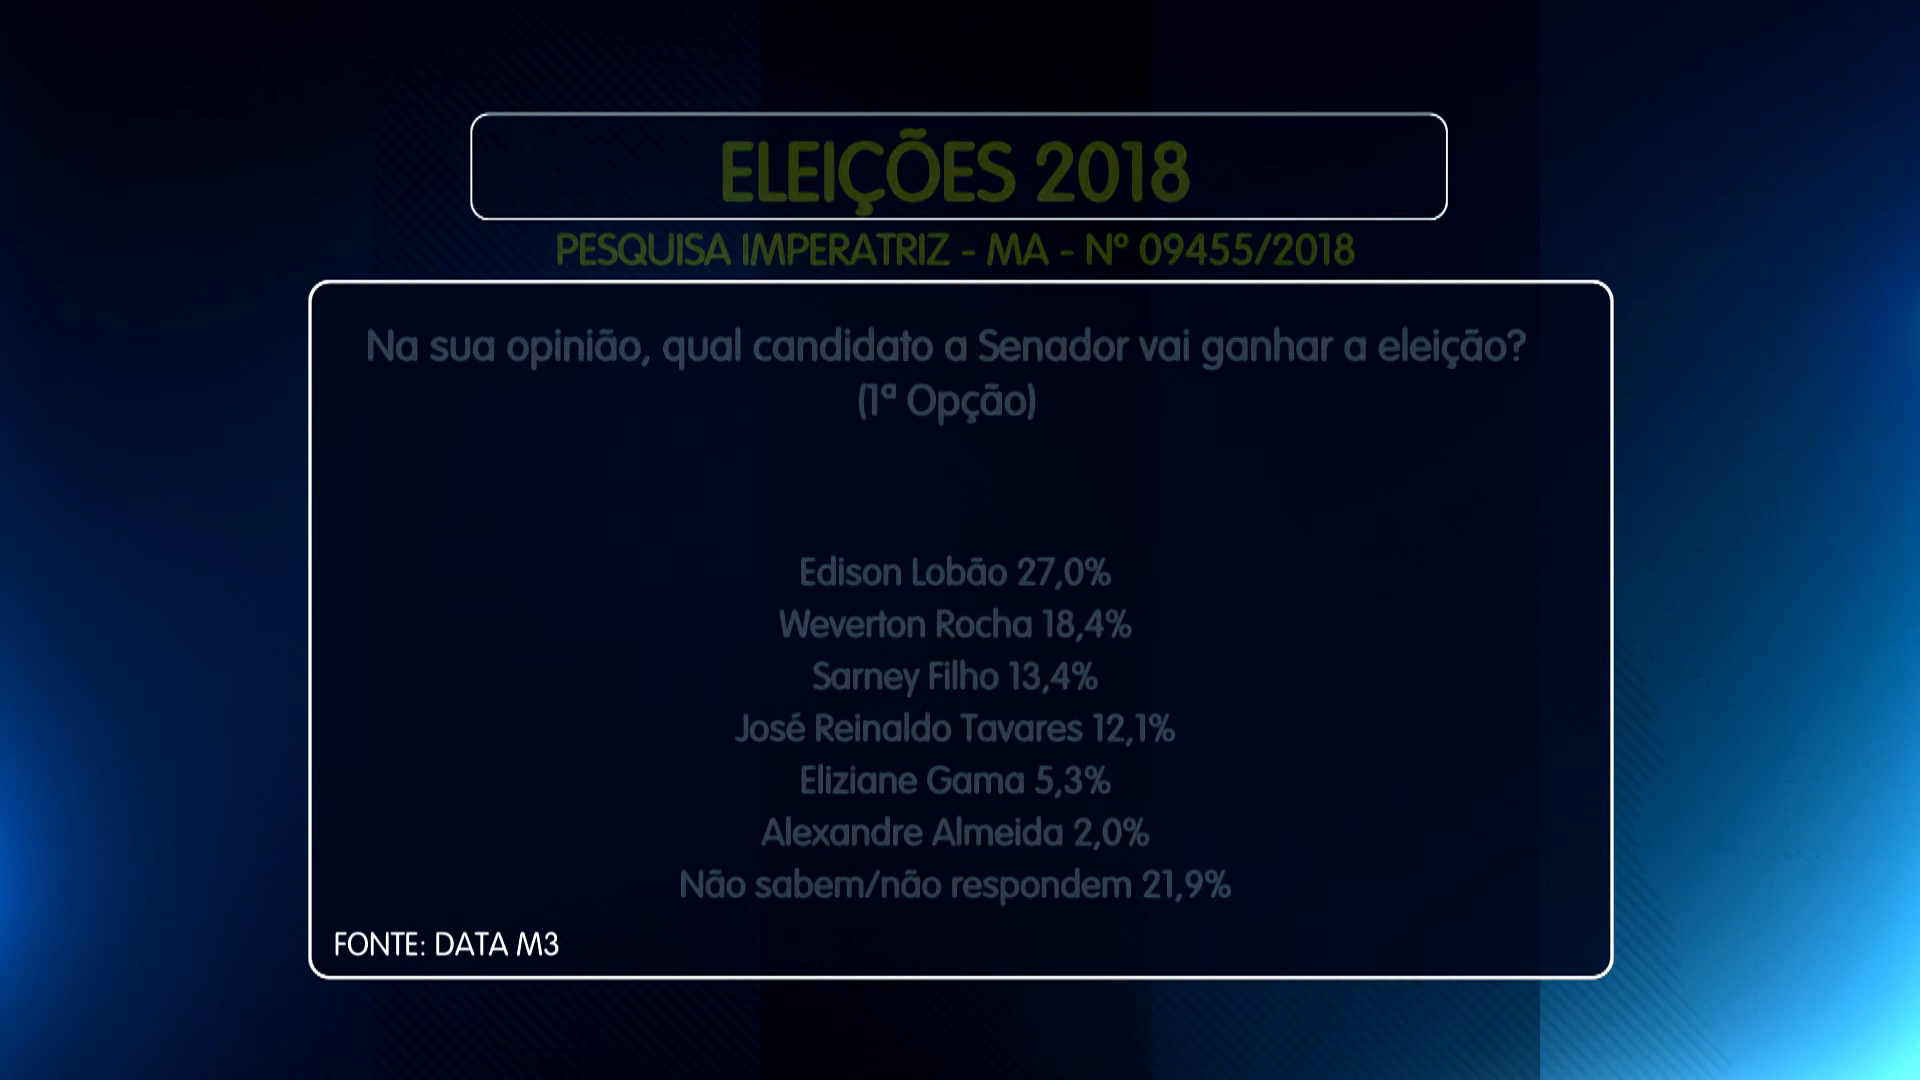 ELEIÇÕES 2018
PESQUISA IMPERATRIZ - MA - Nº 09455/2018
Na sua opinião, qual candidato a Senador vai ganhar a eleição?
(1ª Opção)
Edison Lobão 27,0%
Weverton Rocha 18,4%
Sarney Filho 13,4%
José Reinaldo Tavares 12,1%
Eliziane Gama 5,3%
Alexandre Almeida 2,0%
Não sabem/não respondem 21,9%
FONTE: DATA M3